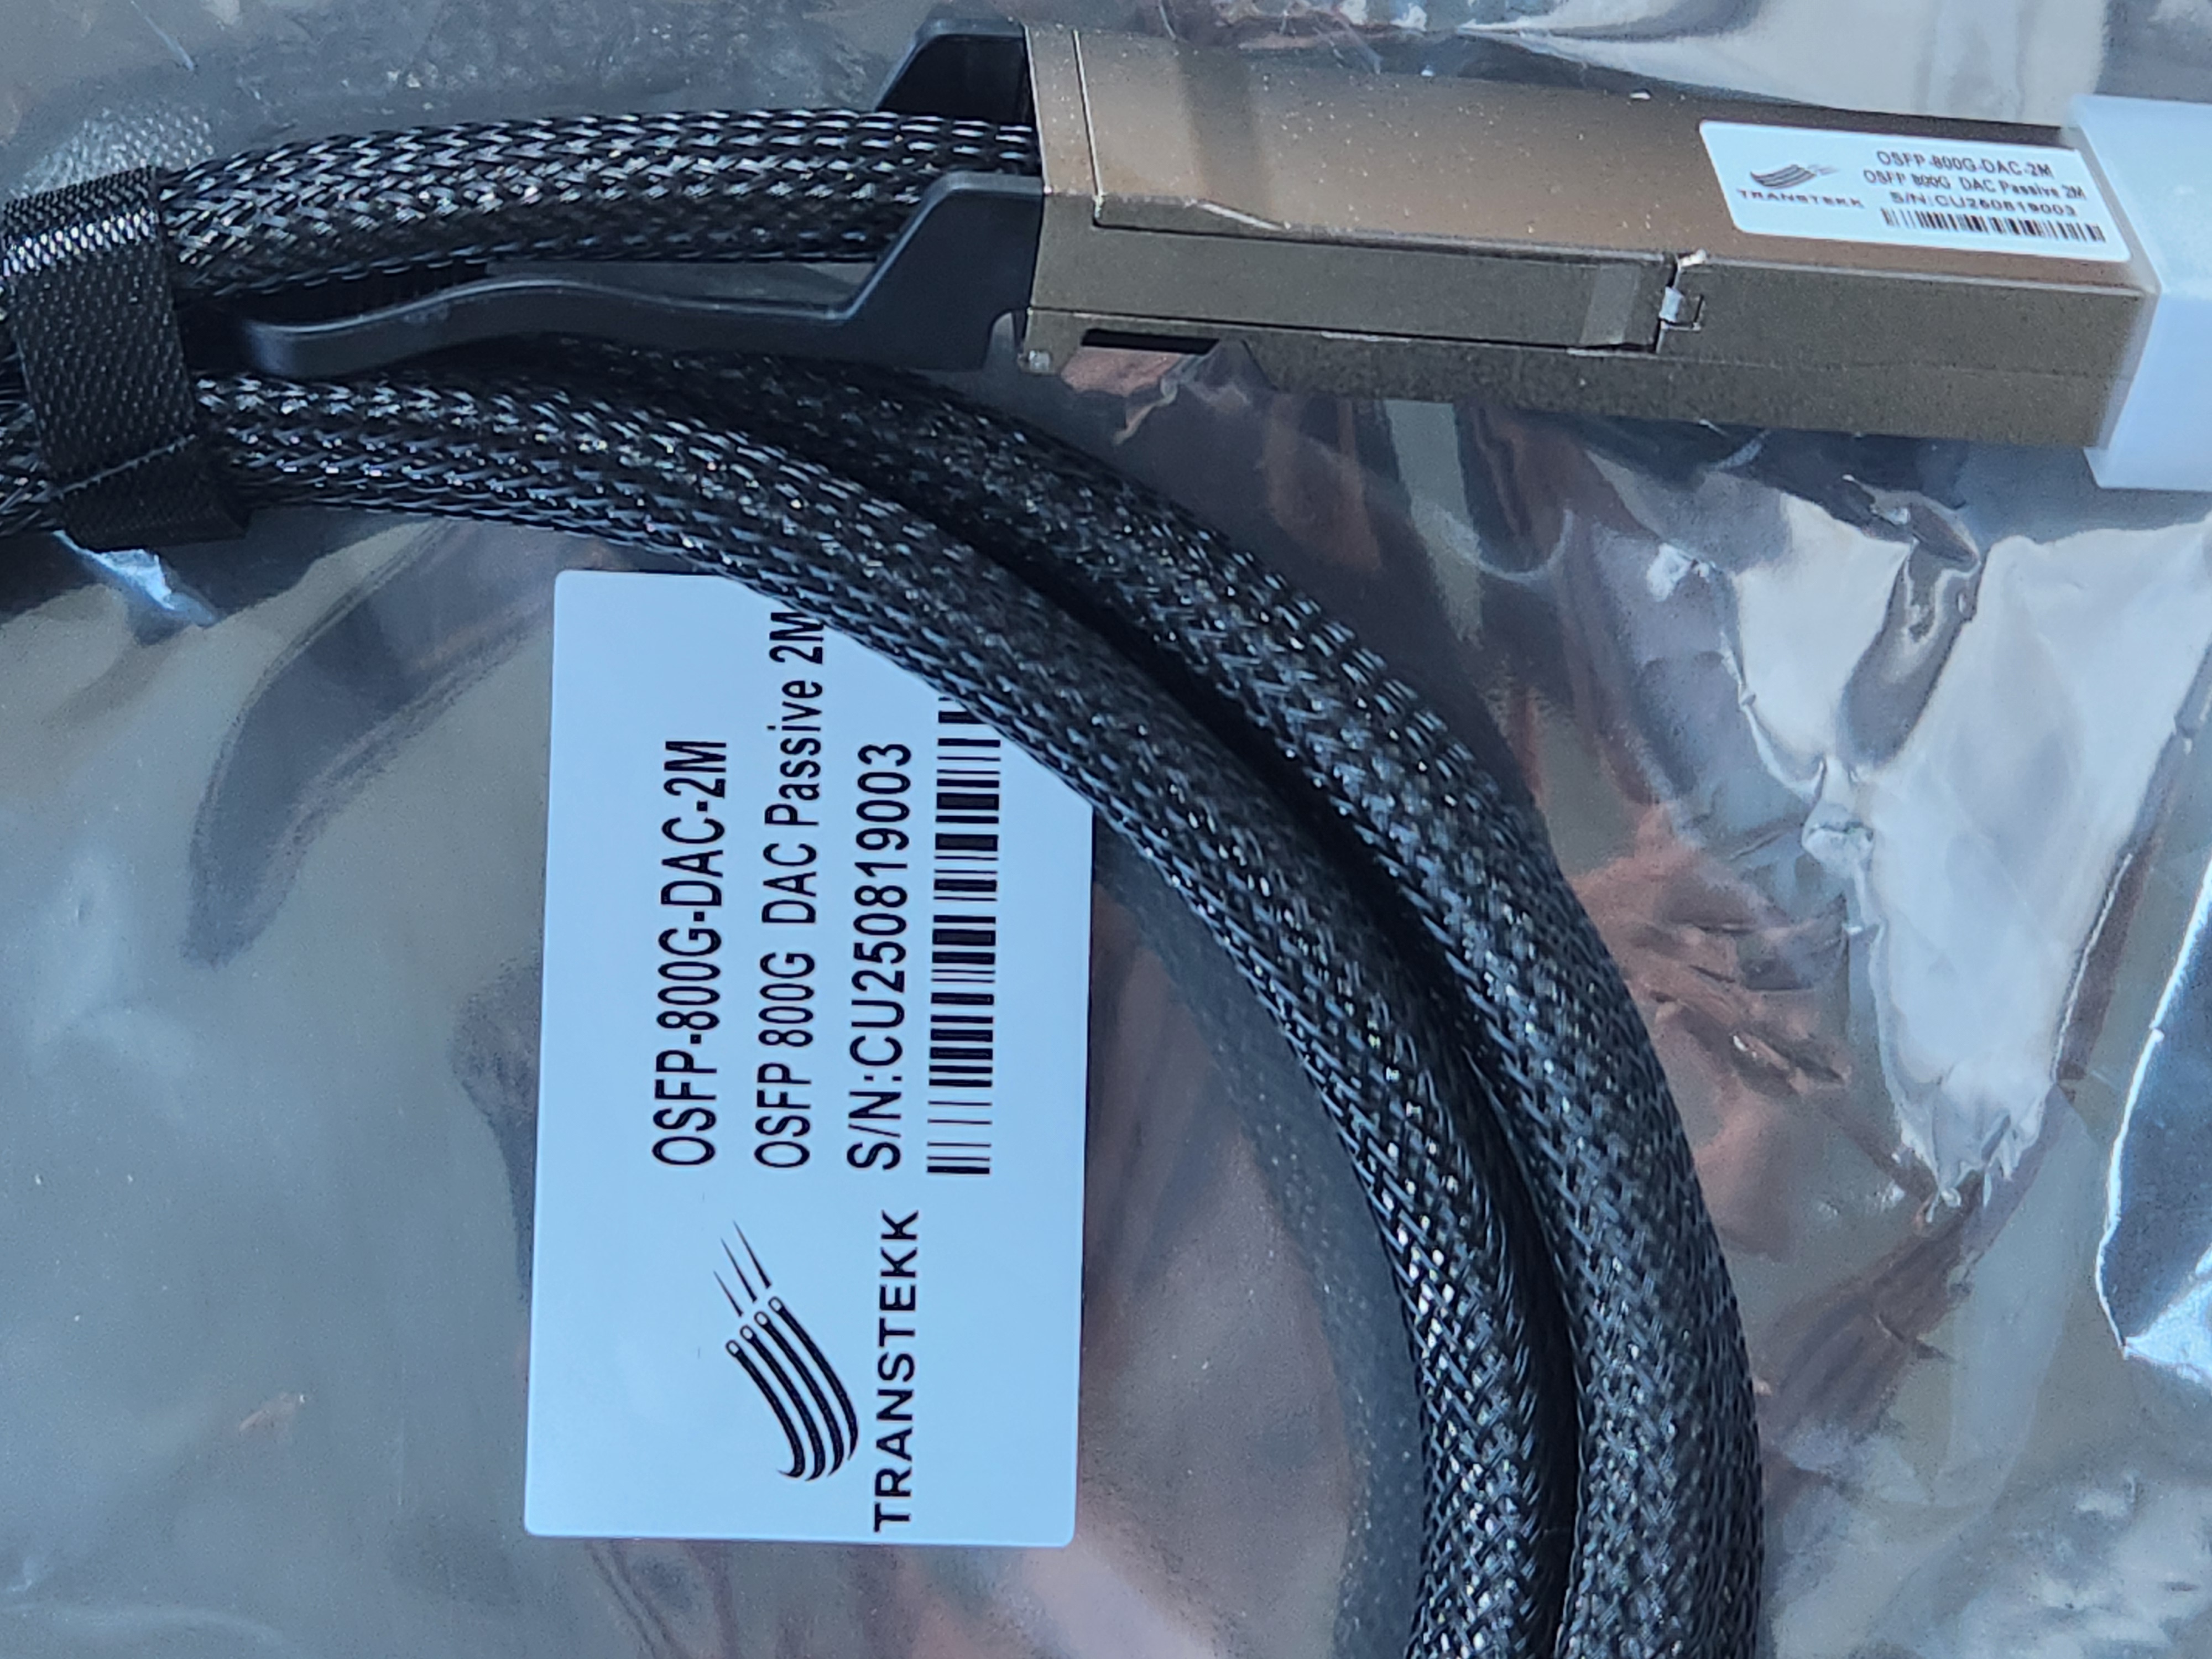 OSFP-800G-DAC-2M
OSFP 800G DAC Passive 2M
S/N:CU250819003
TRANSTEKK
OSFP-800G-DAC-2M
OSFP 800G DAC Passive 2M
S/N:CU250819003
TRANSTEKK